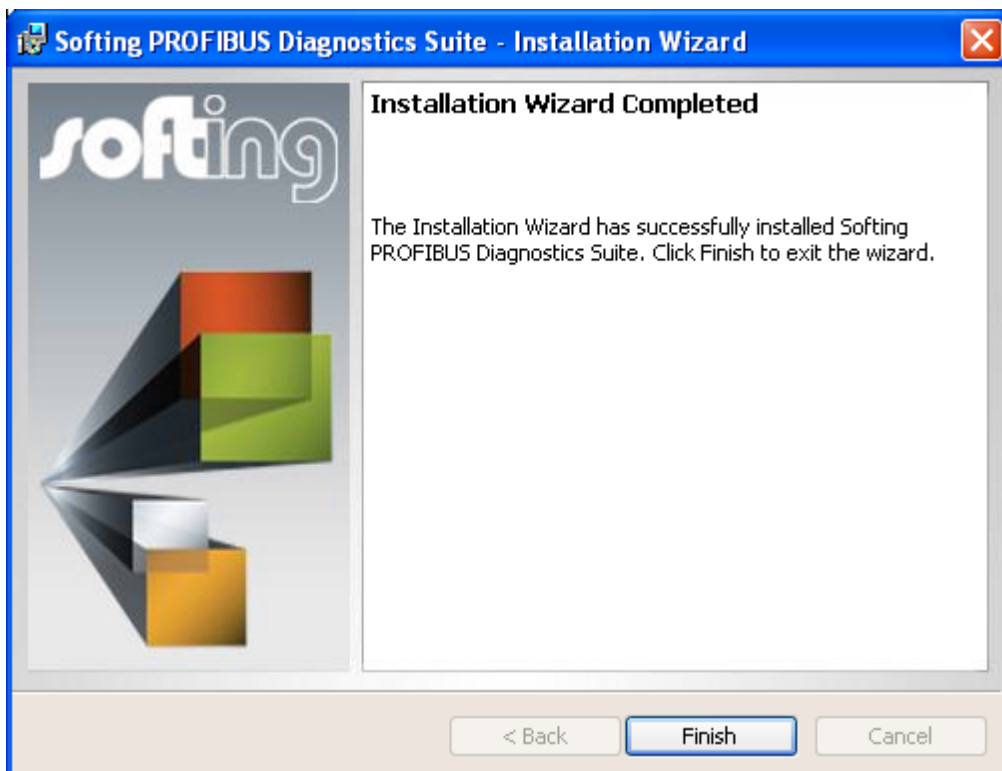 Softing PROFIBUS Diagnostics Suite - Installation Wizard
softing
Installation Wizard Completed
The Installation Wizard has successfully installed Softing
PROFIBUS Diagnostics Suite. Click Finish to exit the wizard.
< Back
Finish
Cancel